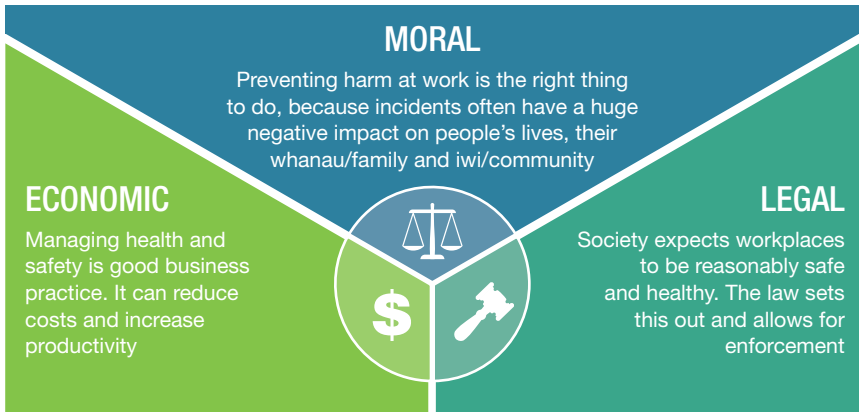 MORAL
Preventing harm at work is the right thing
to do, because incidents often have a huge
negative impact on people's lives, their
whanau/family and iwi/community
ECONOMIC
Managing health and
safety is good business
practice. It can reduce
costs and increase
productivity
$
LEGAL
Society expects workplaces
to be reasonably safe
and healthy. The law sets
this out and allows for
enforcement